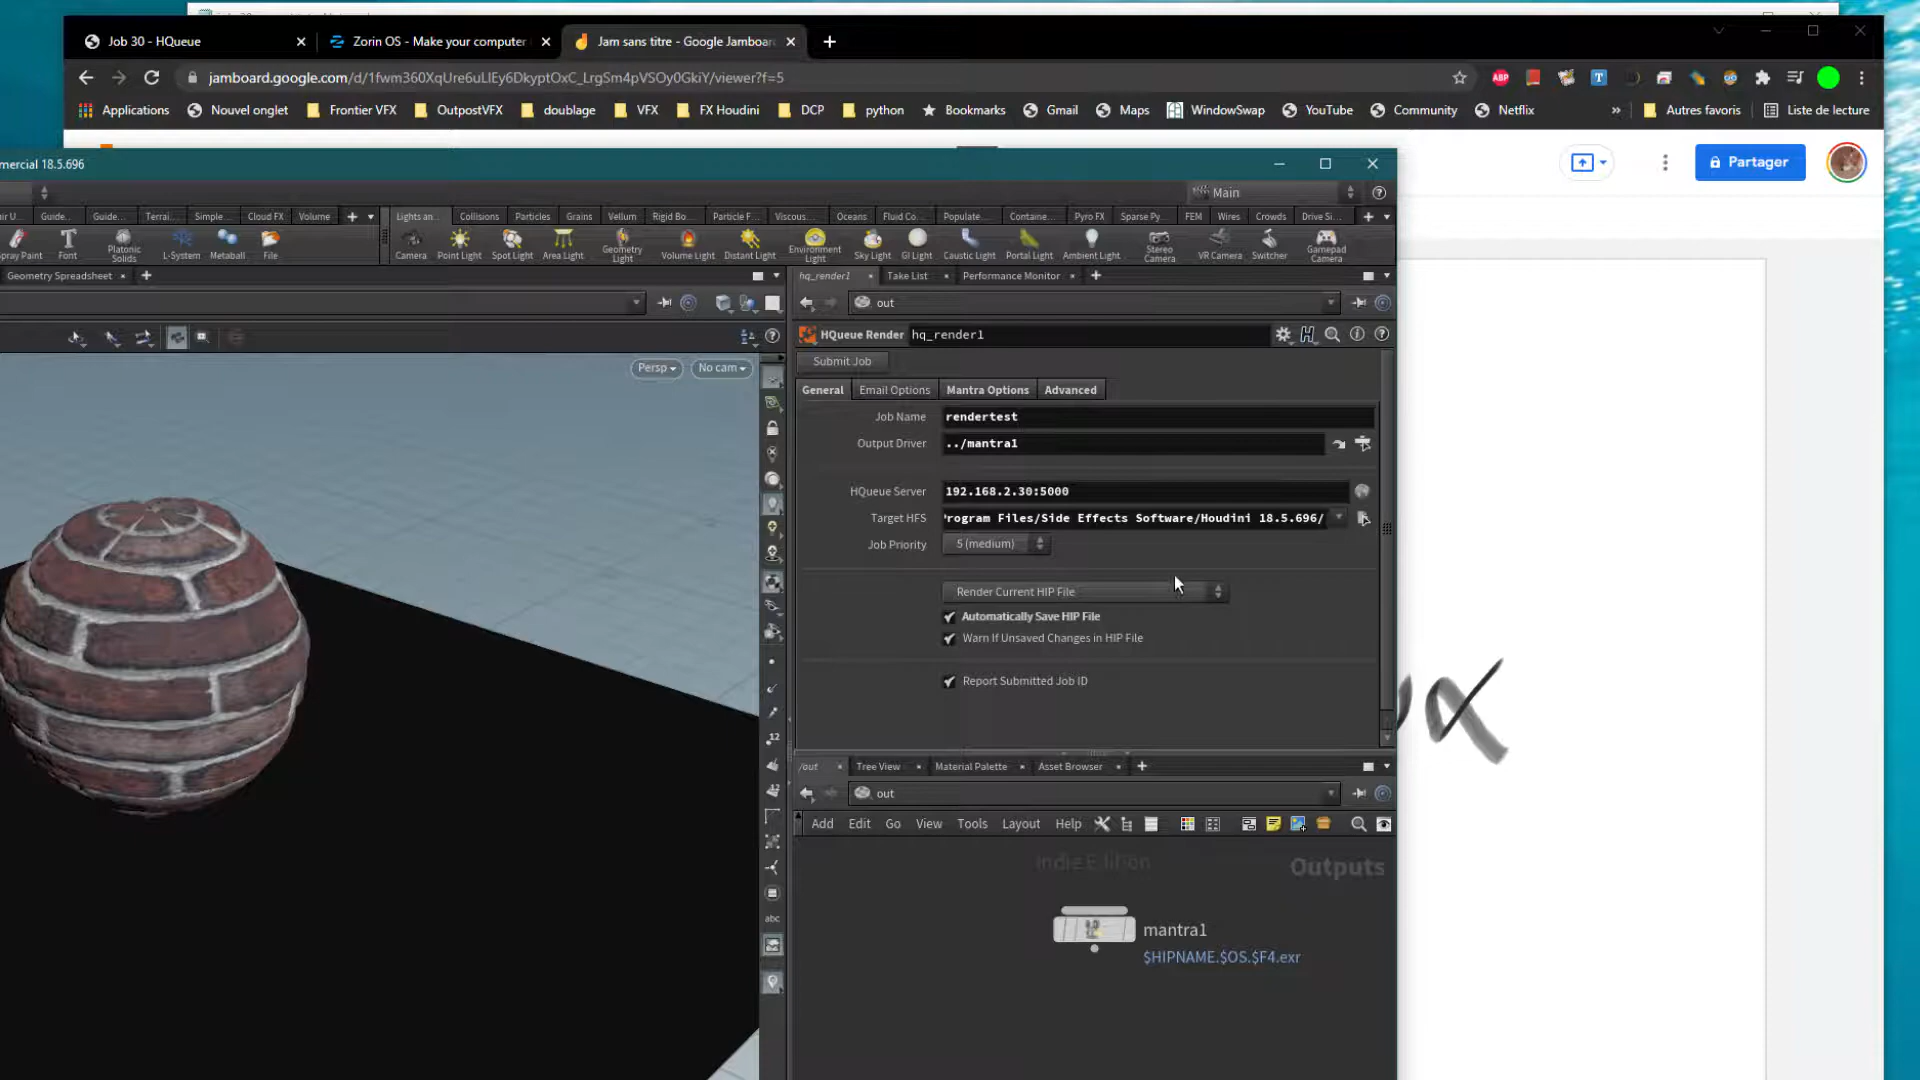 Job 30 - HQueue
Zorin OS - Make your computer
Jam sans titre - Google Jamboard
jamboard.google.com/d/1fwm360XqUre6uLlEy6DkyptOxC_LrgSm4pVSOy0GkiY/viewer?f=5
Applications
Nouvel onglet
Frontier VFX
OutpostVFX
doublage
VFX
FX Houdini
DCP
python
Bookmarks
Gmail
Maps
WindowSwap
YouTube
Community
Netflix
»
Autres favoris
Liste de lecture
Partager
mercial 18.5.696
Main
Guide...
Guide...
Terrai...
Simple...
Cloud FX
Volume
Lights an...
Collisions
Particles
Grains
Vellum
Rigid Bo...
Particle F...
Viscous...
Oceans
Fluid Co...
Populate...
Containe...
Pyro FX
Sparse Py...
FEM
Wires
Crowds
Drive Si...
Spray Paint
Font
Platonic Solids
L-System
Metaball
File
Camera
Point Light
Spot Light
Area Light
Geometry Light
Volume Light
Distant Light
Environment Light
Sky Light
GI Light
Caustic Light
Portal Light
Ambient Light
Stereo Camera
VR Camera
Switcher
Gamepad Camera
Geometry Spreadsheet
hq_render1
Take List
Performance Monitor
out
HQueue Render
hq_render1
Submit Job
General
Email Options
Mantra Options
Advanced
Persp
No cam
Job Name
rendertest
Output Driver
../mantra1
HQueue Server
192.168.2.30:5000
Target HFS
rogram Files/Side Effects Software/Houdini 18.5.696/
Job Priority
5 (medium)
Render Current HIP File
Automatically Save HIP File
Warn If Unsaved Changes in HIP File
Report Submitted Job ID
/out
Tree View
Material Palette
Asset Browser
out
Add
Edit
Go
View
Tools
Layout
Help
Indie Edition
Outputs
mantra1
$HIPNAME.$OS.$F4.exr
abc